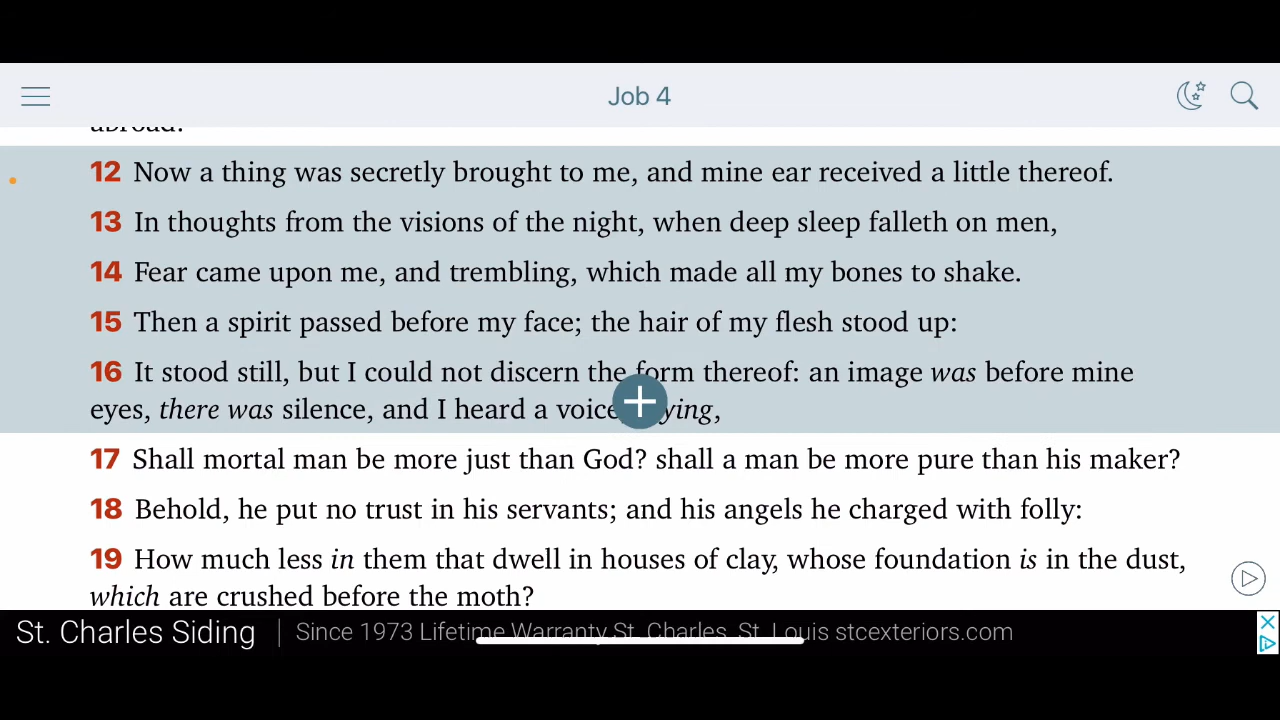 Job 4
abroad.
12 Now a thing was secretly brought to me, and mine ear received a little thereof.
13 In thoughts from the visions of the night, when deep sleep falleth on men,
14 Fear came upon me, and trembling, which made all my bones to shake.
15 Then a spirit passed before my face; the hair of my flesh stood up:
16 It stood still, but I could not discern the form thereof: an image was before mine
eyes, there was silence, and I heard a voice, ying,
17 Shall mortal man be more just than God? shall a man be more pure than his maker?
18 Behold, he put no trust in his servants; and his angels he charged with folly:
19 How much less in them that dwell in houses of clay, whose foundation is in the dust,
which are crushed before the moth?
St. Charles Siding | Since 1973 Lifetime Warranty St. Charles, St. Louis stcexteriors.com